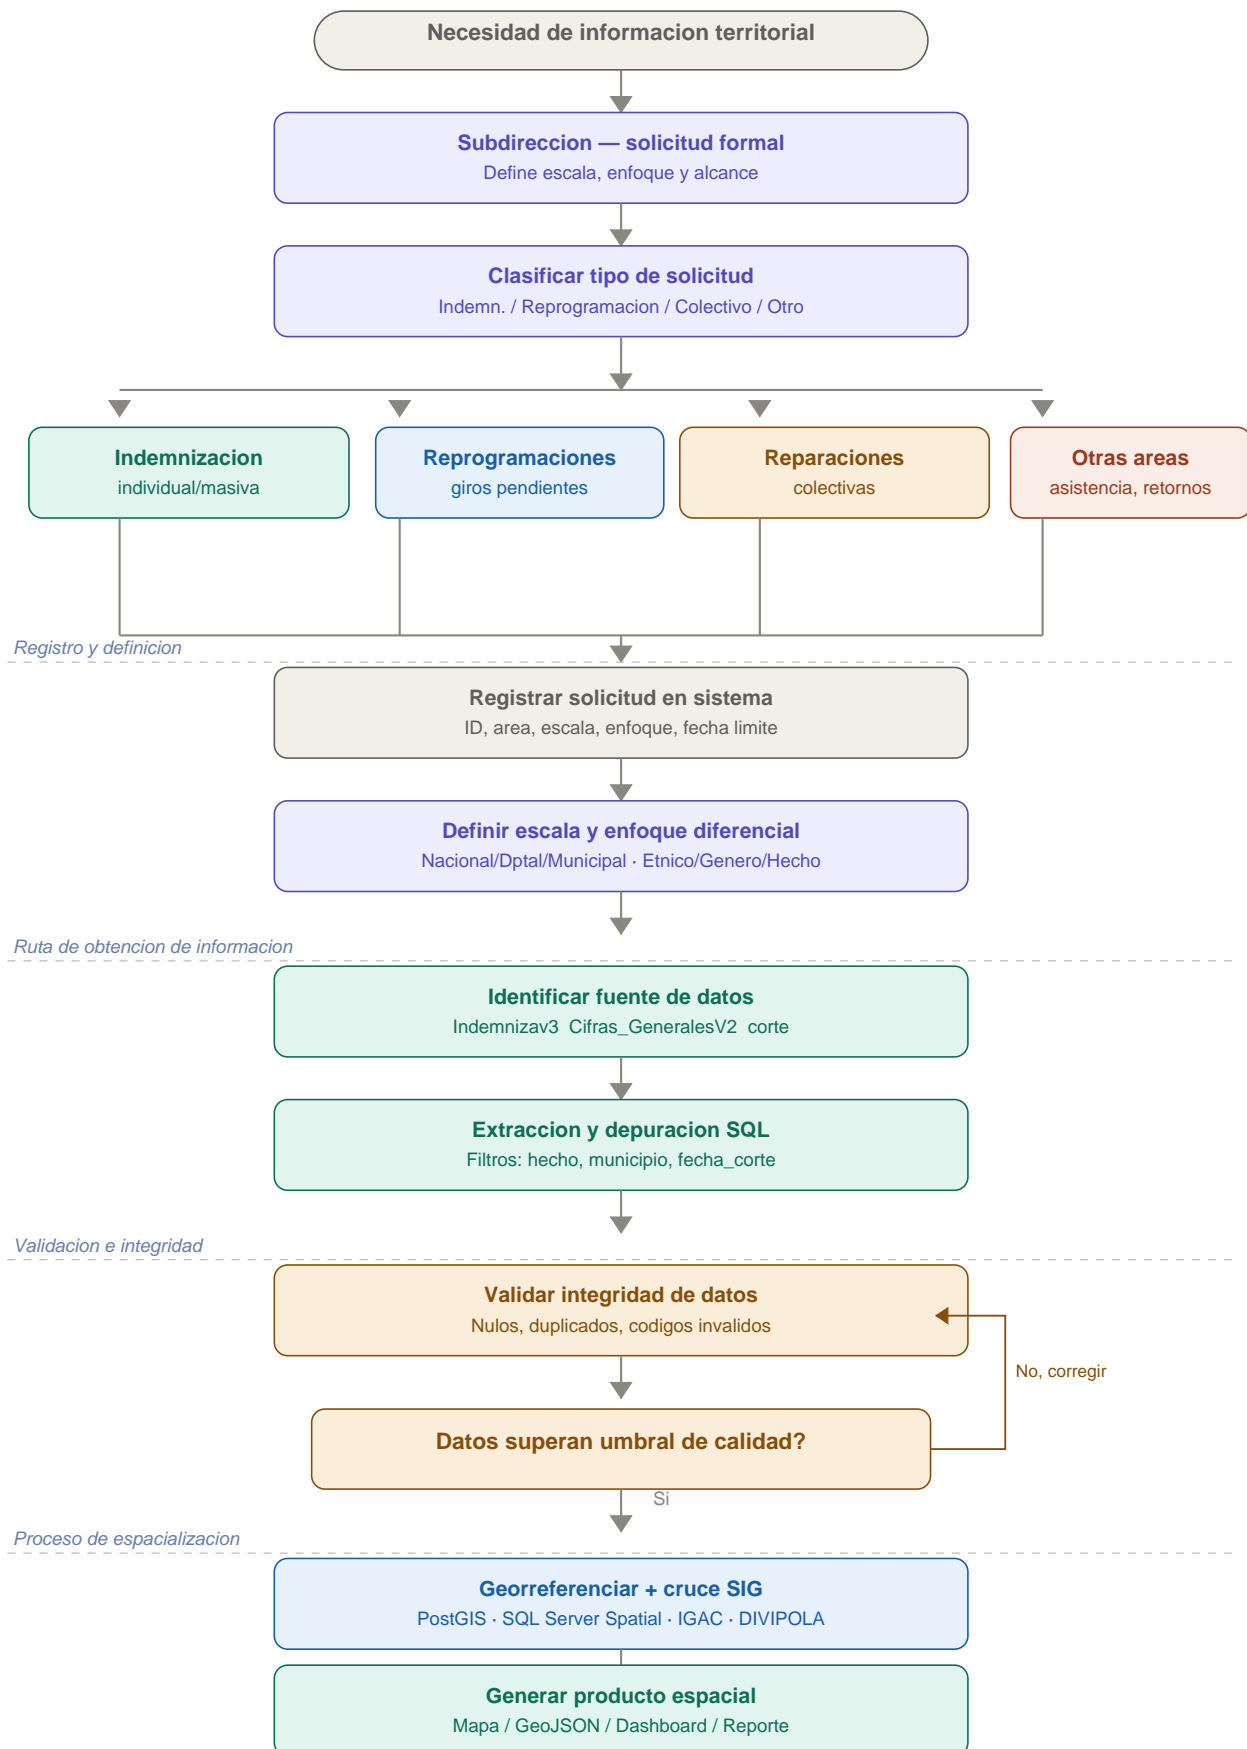 Necesidad de informacion territorial
Subdireccion — solicitud formal
Define escala, enfoque y alcance
Clasificar tipo de solicitud
Indemn. / Reprogramacion / Colectivo / Otro
Indemnizacion
individual/masiva
Reprogramaciones
giros pendientes
Reparaciones
colectivas
Otras areas
asistencia, retornos
Registro y definicion
Registrar solicitud en sistema
ID, area, escala, enfoque, fecha limite
Definir escala y enfoque diferencial
Nacional/Dptal/Municipal · Etnico/Genero/Hecho
Ruta de obtencion de informacion
Identificar fuente de datos
Indemnizav3 Cifras_GeneralesV2 corte
Extraccion y depuracion SQL
Filtros: hecho, municipio, fecha_corte
Validacion e integridad
Validar integridad de datos
Nulos, duplicados, codigos invalidos
No, corregir
Datos superan umbral de calidad?
Si
Proceso de espacializacion
Georreferenciar + cruce SIG
PostGIS · SQL Server Spatial · IGAC · DIVIPOLA
Generar producto espacial
Mapa / GeoJSON / Dashboard / Reporte